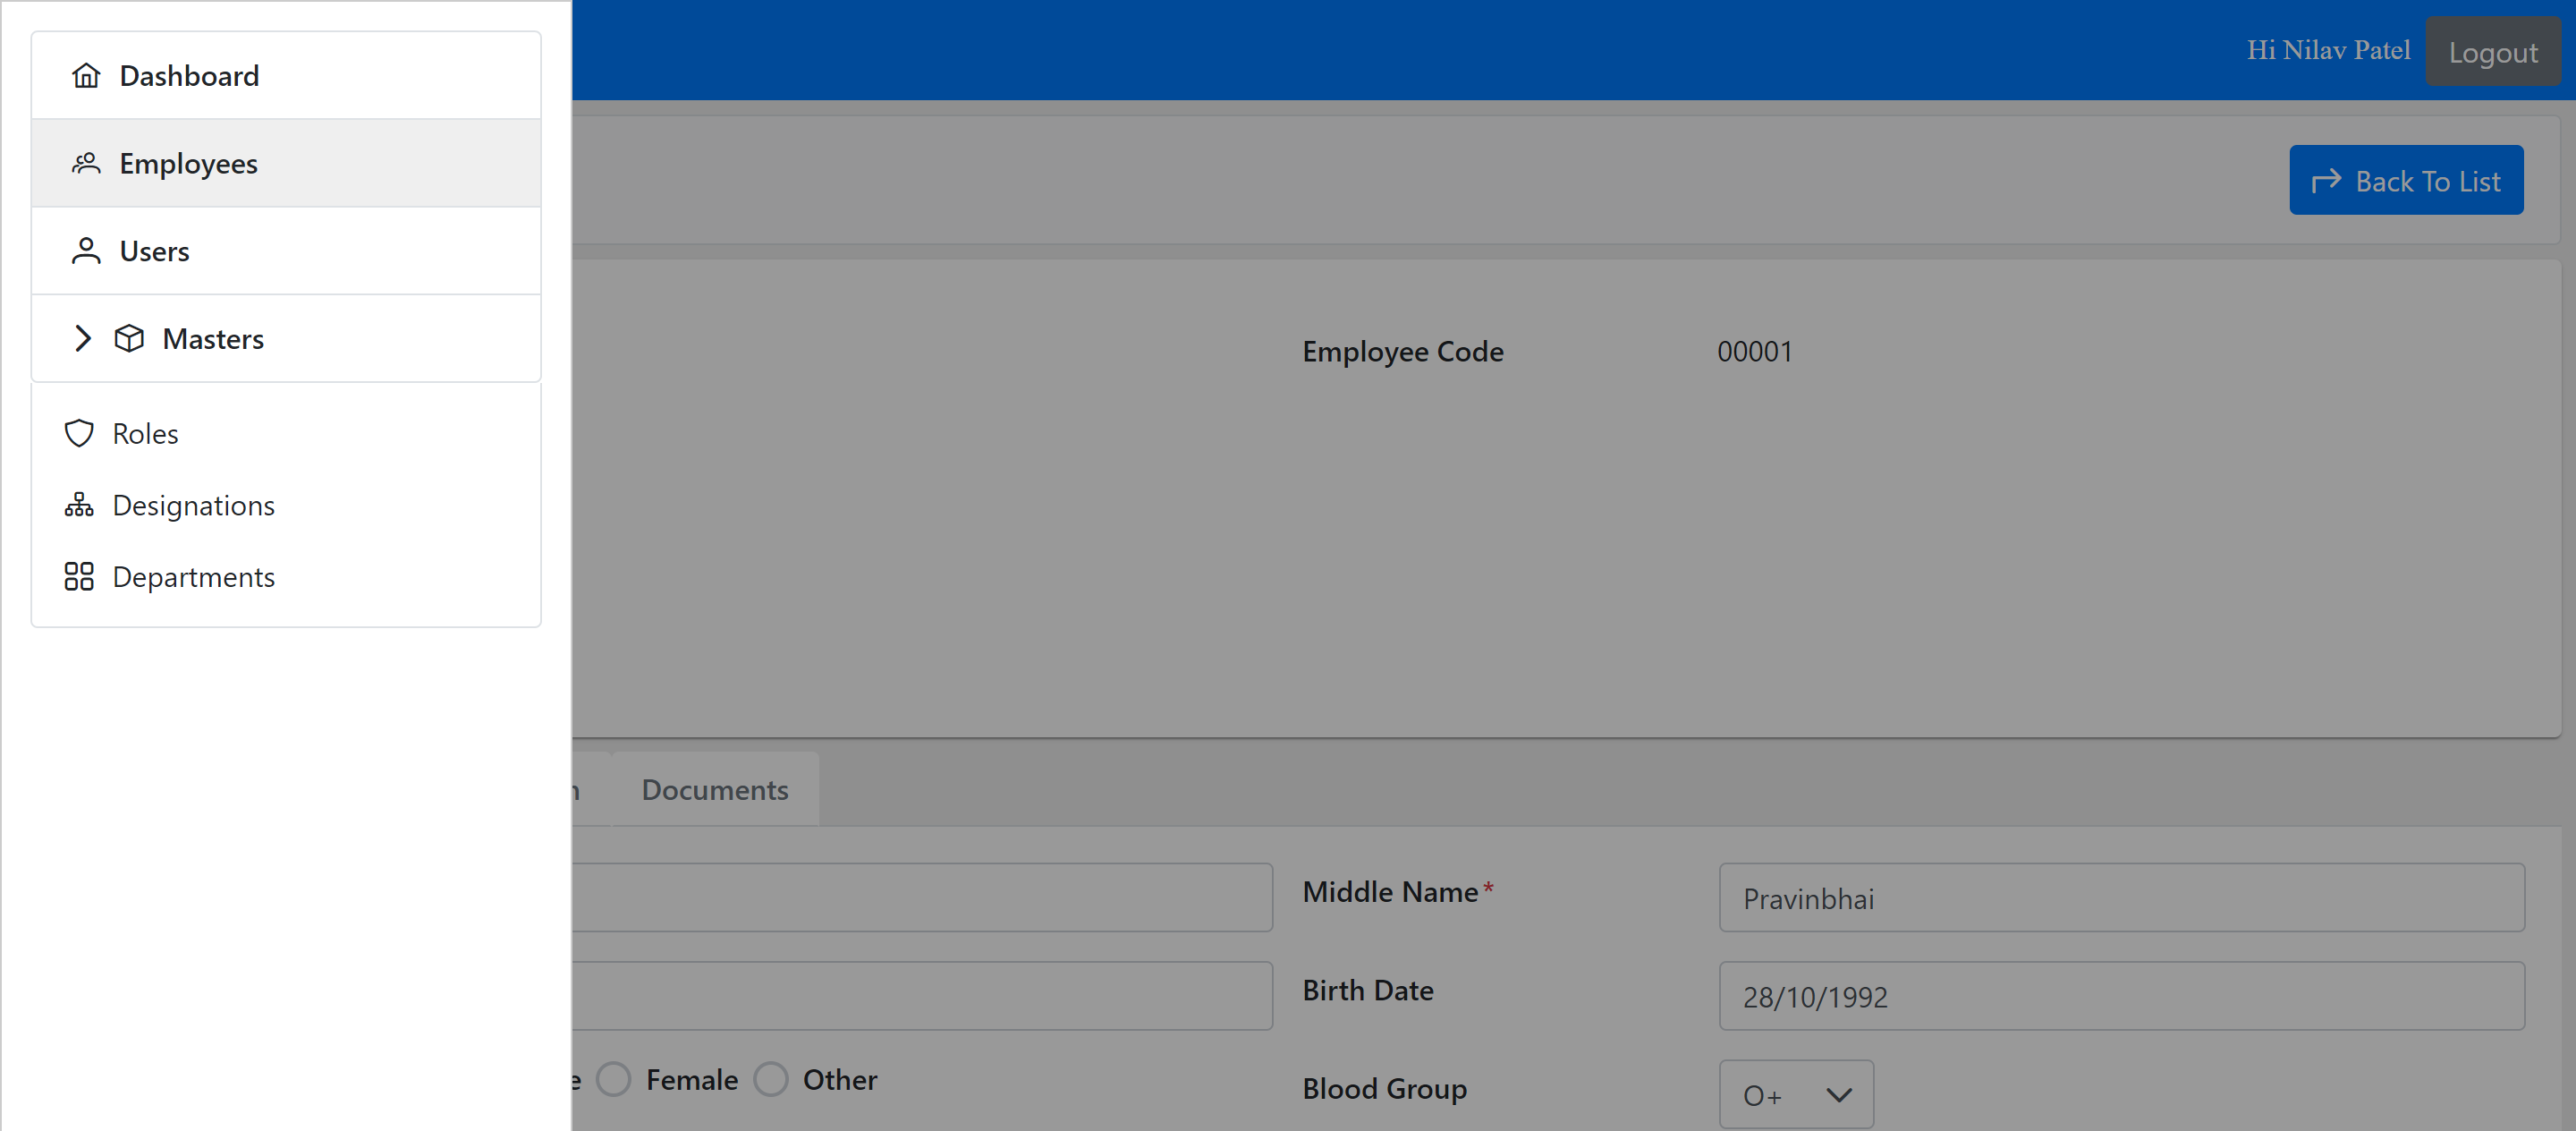 Dashboard
Employees
Users
Masters
Roles
Designations
Departments
Hi Nilav Patel
Logout
Back To List
Employee Code
00001
Documents
Middle Name*
Pravinbhai
Birth Date
28/10/1992
Female
Other
Blood Group
O+